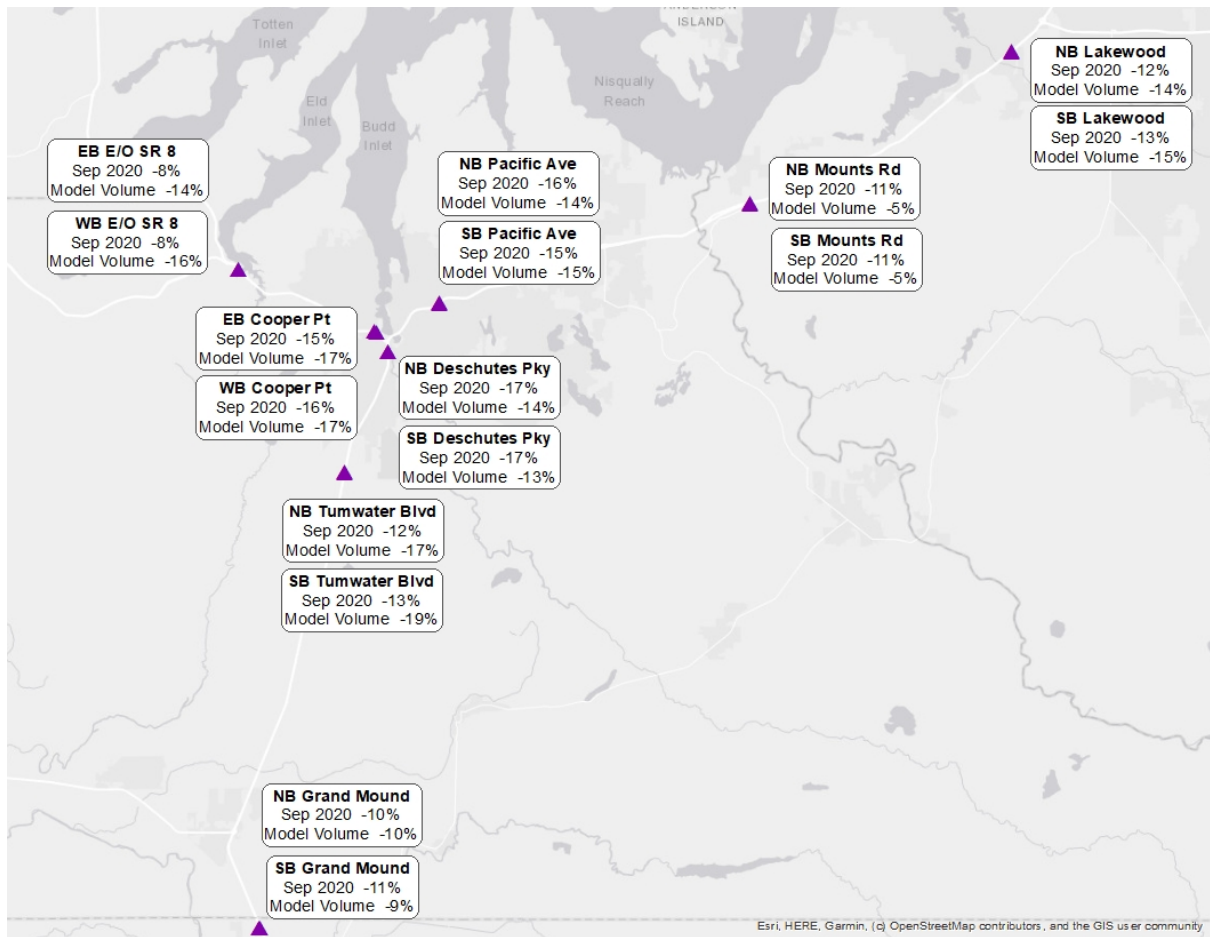 Totten
Inlet
Eld
Inlet
Budd
Inlet
ANDERSON
ISLAND
Nisqually
Reach
NB Lakewood
Sep 2020 -12%
Model Volume -14%
SB Lakewood
Sep 2020 -13%
Model Volume -15%
EB E/O SR 8
Sep 2020 -8%
Model Volume -14%
WB E/O SR 8
Sep 2020 -8%
Model Volume -16%
NB Pacific Ave
Sep 2020 -16%
Model Volume -14%
SB Pacific Ave
Sep 2020 -15%
Model Volume -15%
NB Mounts Rd
Sep 2020 -11%
Model Volume -5%
SB Mounts Rd
Sep 2020 -11%
Model Volume -5%
EB Cooper Pt
Sep 2020 -15%
Model Volume -17%
WB Cooper Pt
Sep 2020 -16%
Model Volume -17%
NB Deschutes Pky
Sep 2020 -17%
Model Volume -14%
SB Deschutes Pky
Sep 2020 -17%
Model Volume -13%
NB Tumwater Blvd
Sep 2020 -12%
Model Volume -17%
SB Tumwater Blvd
Sep 2020 -13%
Model Volume -19%
NB Grand Mound
Sep 2020 -10%
Model Volume -10%
SB Grand Mound
Sep 2020 -11%
Model Volume -9%
Esri, HERE, Garmin, (c) OpenStreetMap contributors, and the GIS user community